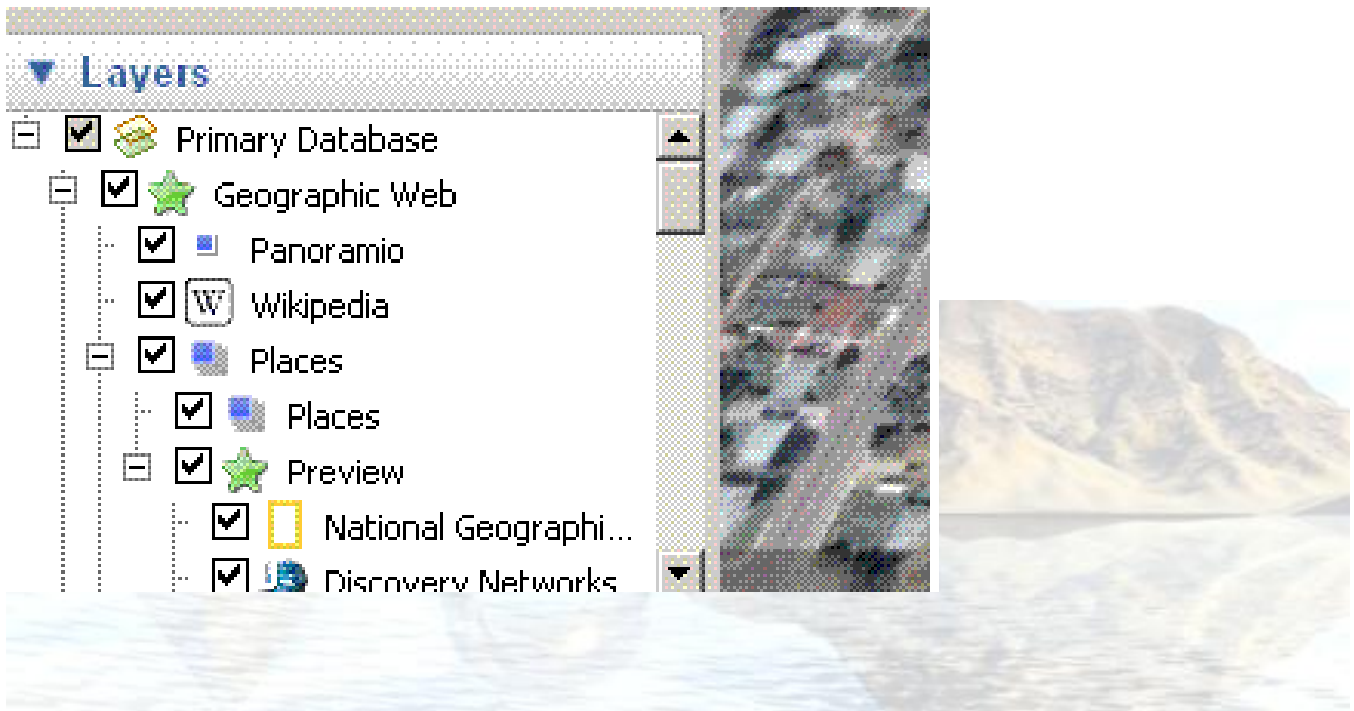 Layers
Primary Database
Geographic Web
Panoramio
W Wikipedia
Places
Places
Preview
National Geographi...
Discovery Networks